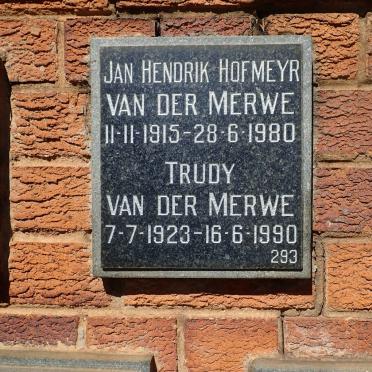 JAN HENDRIK HOFMEYR
VAN DER MERWE
11-11-1915-28-6-1980
TRUDY
VAN DER MERWE
7-7-1923-16-6-1990
293